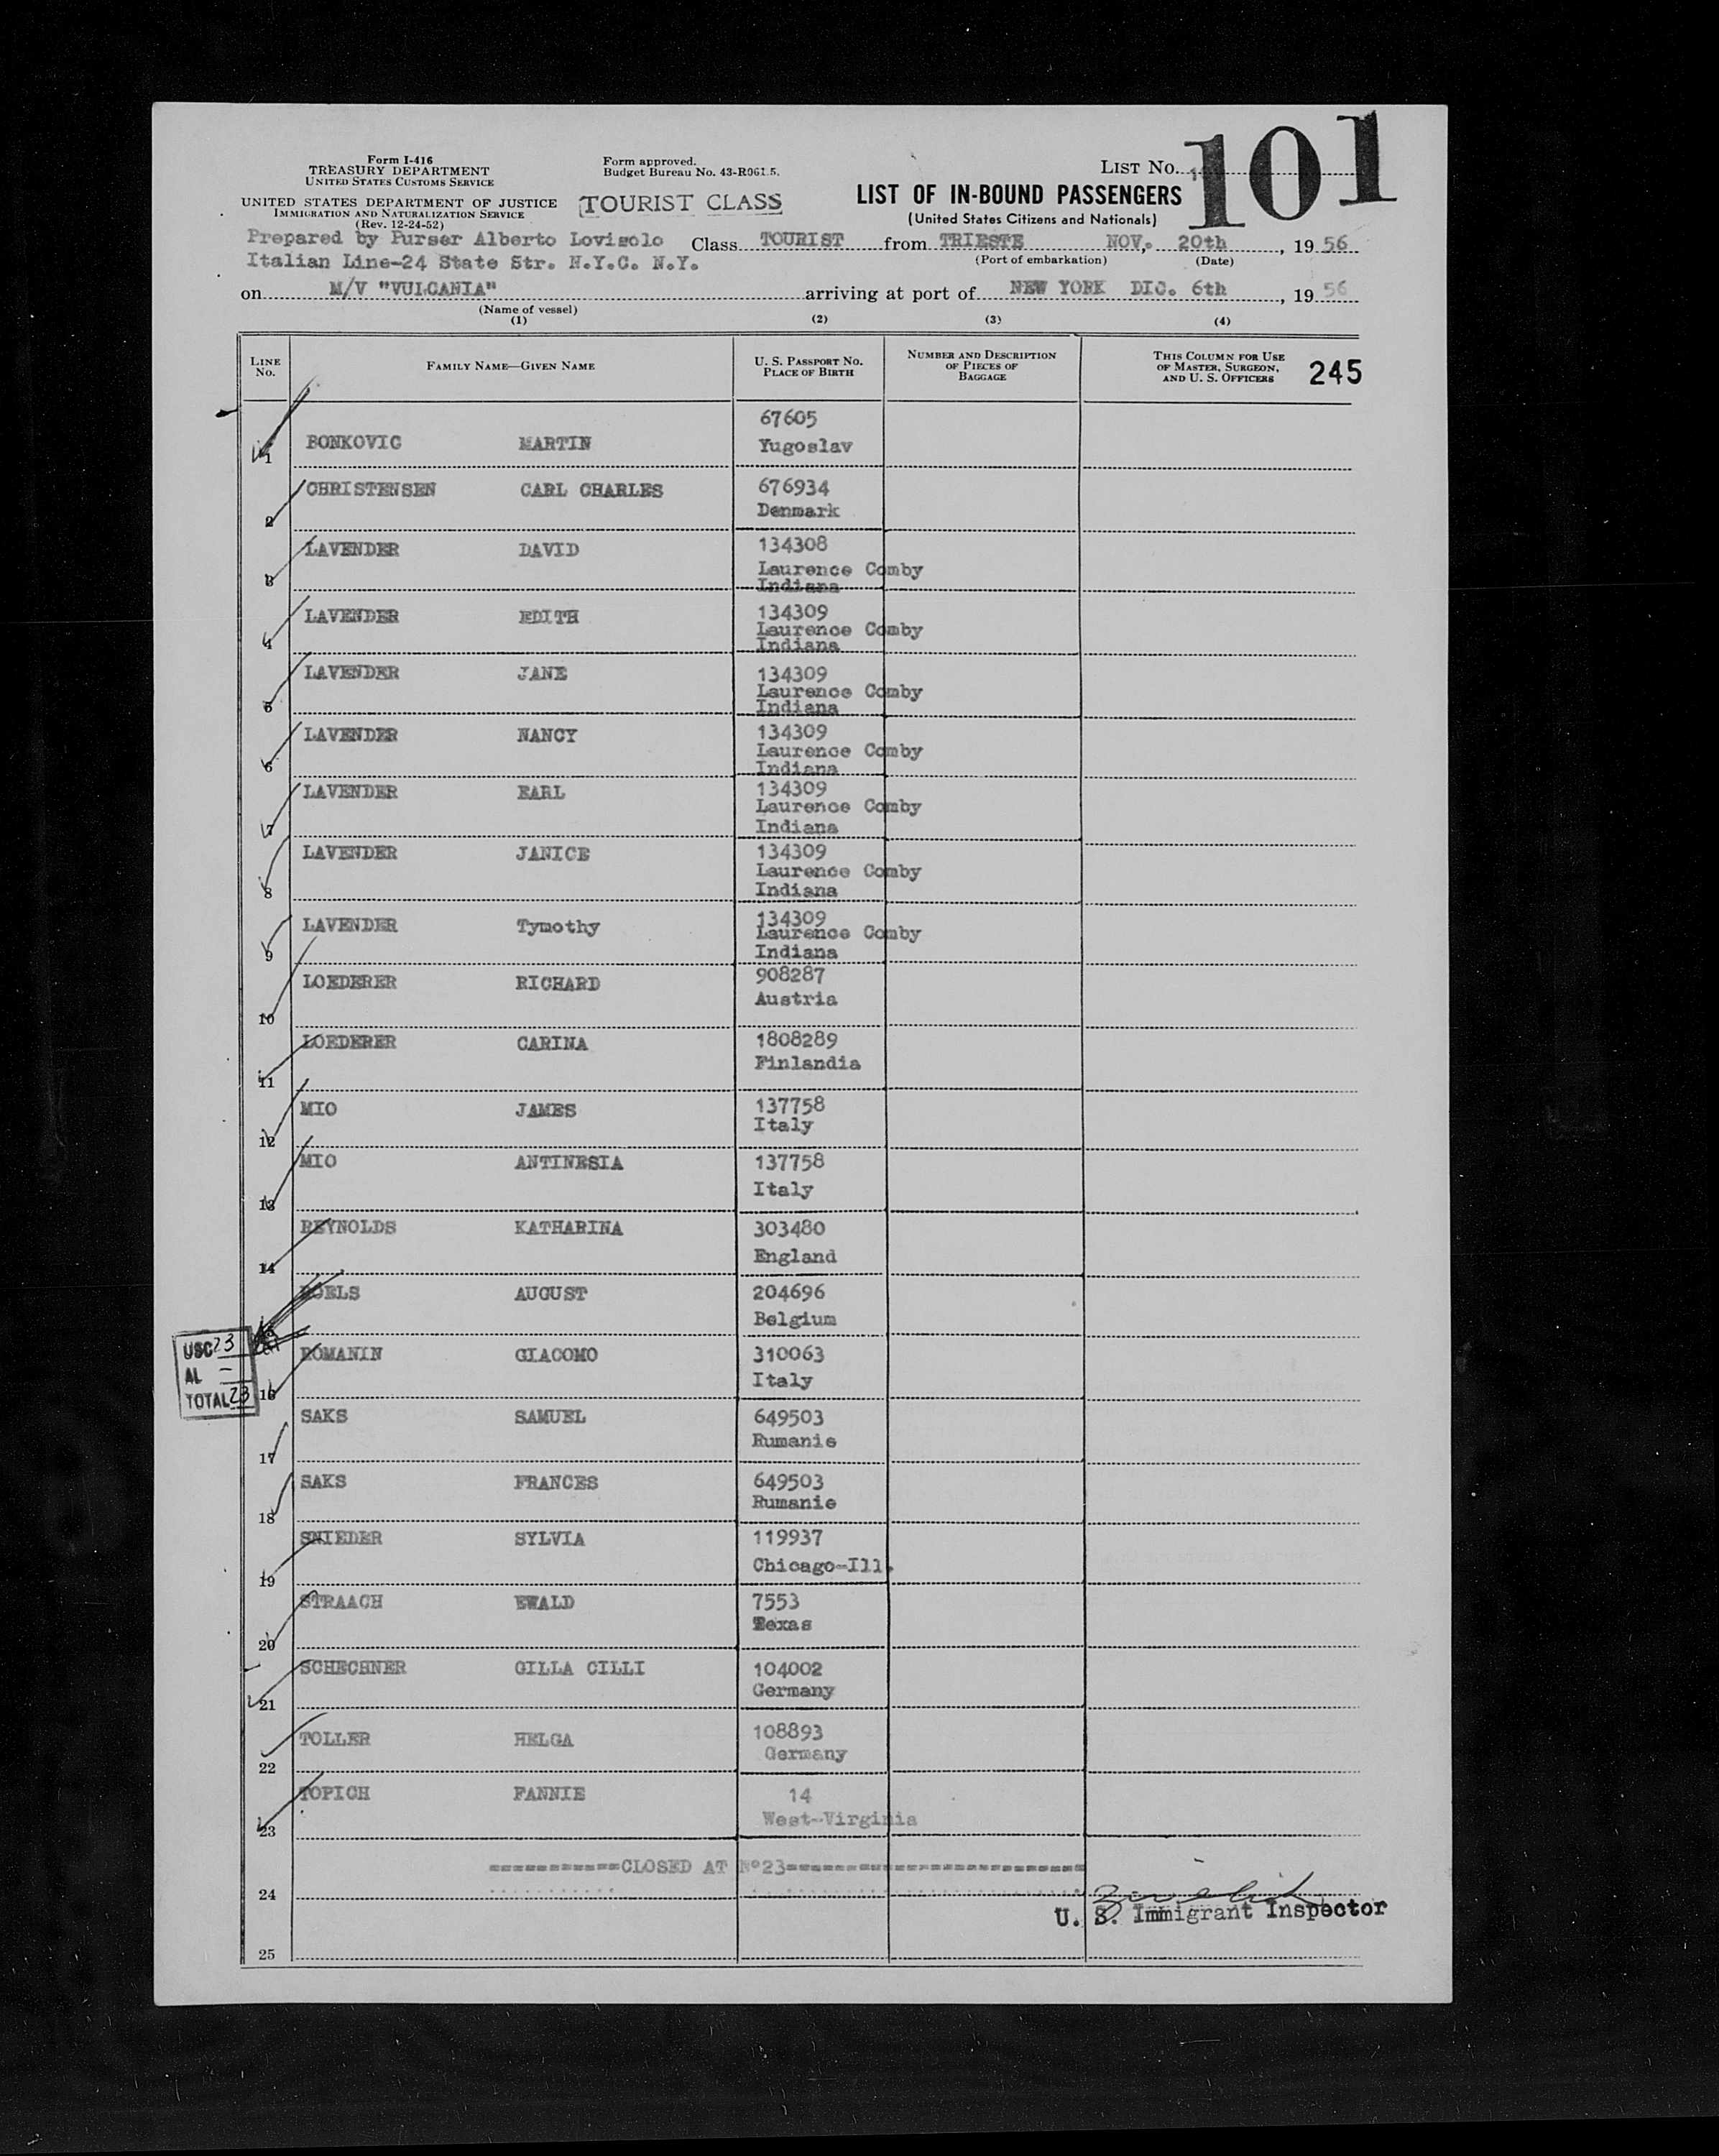 Form I-416
TREASURY DEPARTMENT
UNITED STATES CUSTOMS SERVICE
UNITED STATES DEPARTMENT OF JUSTICE
IMMIGRATION AND NATURALIZATION SERVICE
(Rev. 12-24-52)
Form approved.
Budget Bureau No. 43-R061.5.
TOURIST CLASS
LIST NO. 101
LIST OF IN-BOUND PASSENGERS
(United States Citizens and Nationals)
Prepared by Purser Alberto Lovisolo Class TOURIST from TRIESTE NOV. 20th, 19 56
Italian Line-24 State Str. N.Y.C. N.Y. (Port of embarkation) (Date)
on M/V "VULCANIA" arriving at port of NEW YORK DIC. 6th, 19 56
(Name of vessel)
(1) (2) (3) (4)
LINE NO. FAMILY NAME—GIVEN NAME U. S. PASSPORT NO. PLACE OF BIRTH NUMBER AND DESCRIPTION OF PIECES OF BAGGAGE THIS COLUMN FOR USE OF MASTER, SURGEON, AND U. S. OFFICERS 245
67605
1 BONKOVIC MARTIN Yugoslav
CHRISTENSEN CARL CHARLES 676934
2 Denmark
LAVENDER DAVID 134308
3 Laurence Comby
Indiana
LAVENDER EDITH 134309
4 Laurence Comby
Indiana
LAVENDER JANE 134309
5 Laurence Comby
Indiana
LAVENDER NANCY 134309
6 Laurence Comby
Indiana
LAVENDER EARL 134309
7 Laurence Comby
Indiana
LAVENDER JANICE 134309
8 Laurence Comby
Indiana
LAVENDER Tymothy 134309
9 Laurence Comby
Indiana
LOEDERER RICHARD 908287
10 Austria
LOEDERER CARINA 1808289
11 Finlandia
MIO JAMES 137758
12 Italy
MIO ANTINESIA 137758
13 Italy
REYNOLDS KATHARINA 303480
14 England
AUGUST 204696
Belgium
USC 23
AL —
TOTAL 23
ROMANIN GIACOMO 310063
16 Italy
SAKS SAMUEL 649503
17 Rumanie
SAKS FRANCES 649503
18 Rumanie
SNIEDER SYLVIA 119937
19 Chicago-Ill.
STRAACH EWALD 7553
20 Texas
SCHECHNER GILLA CILLI 104002
21 Germany
TOLLER HELGA 108893
22 Germany
TOPICH FANNIE 14
23 West-Virginia
===========CLOSED AT Nº23=========================
24
U. S. Immigrant Inspector
25